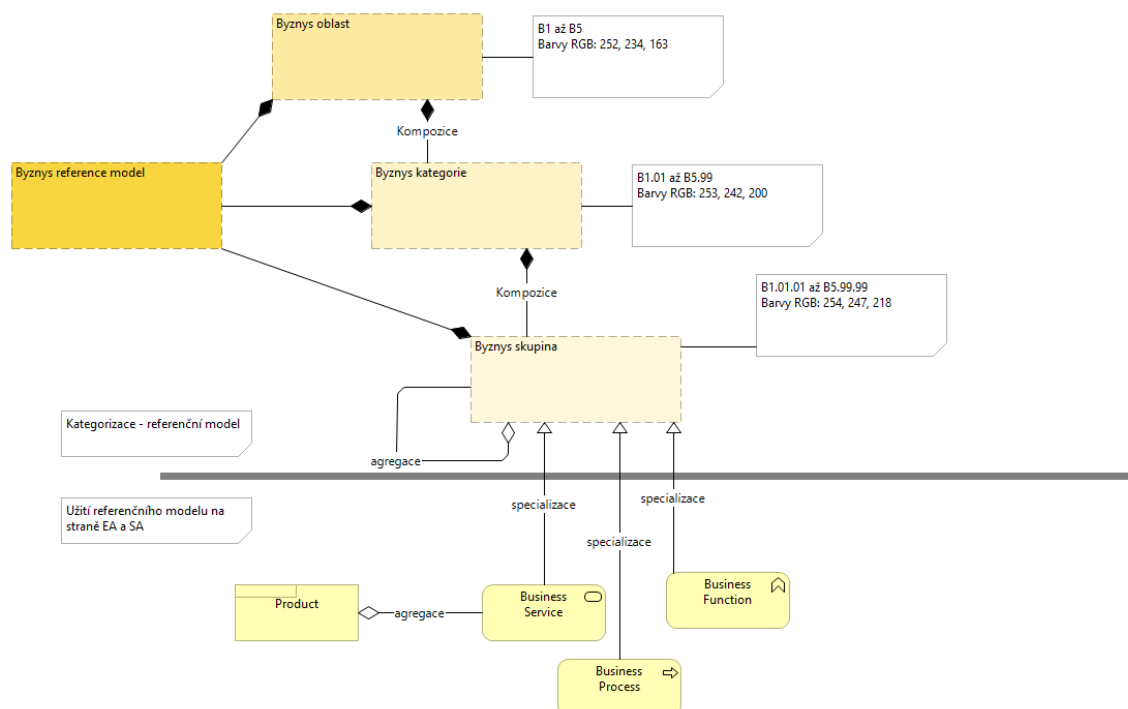 Byznys oblast
B1 až B5
Barvy RGB: 252, 234, 163
Kompozice
Byznys reference model
Byznys kategorie
B1.01 až B5.99
Barvy RGB: 253, 242, 200
Kompozice
B1.01.01 až B5.99.99
Barvy RGB: 254, 247, 218
Byznys skupina
Kategorizace - referenční model
agregace
Užití referenčního modelu na
straně EA a SA
specializace
specializace
specializace
Product
agregace
Business
Service
Business
Function
Business
Process